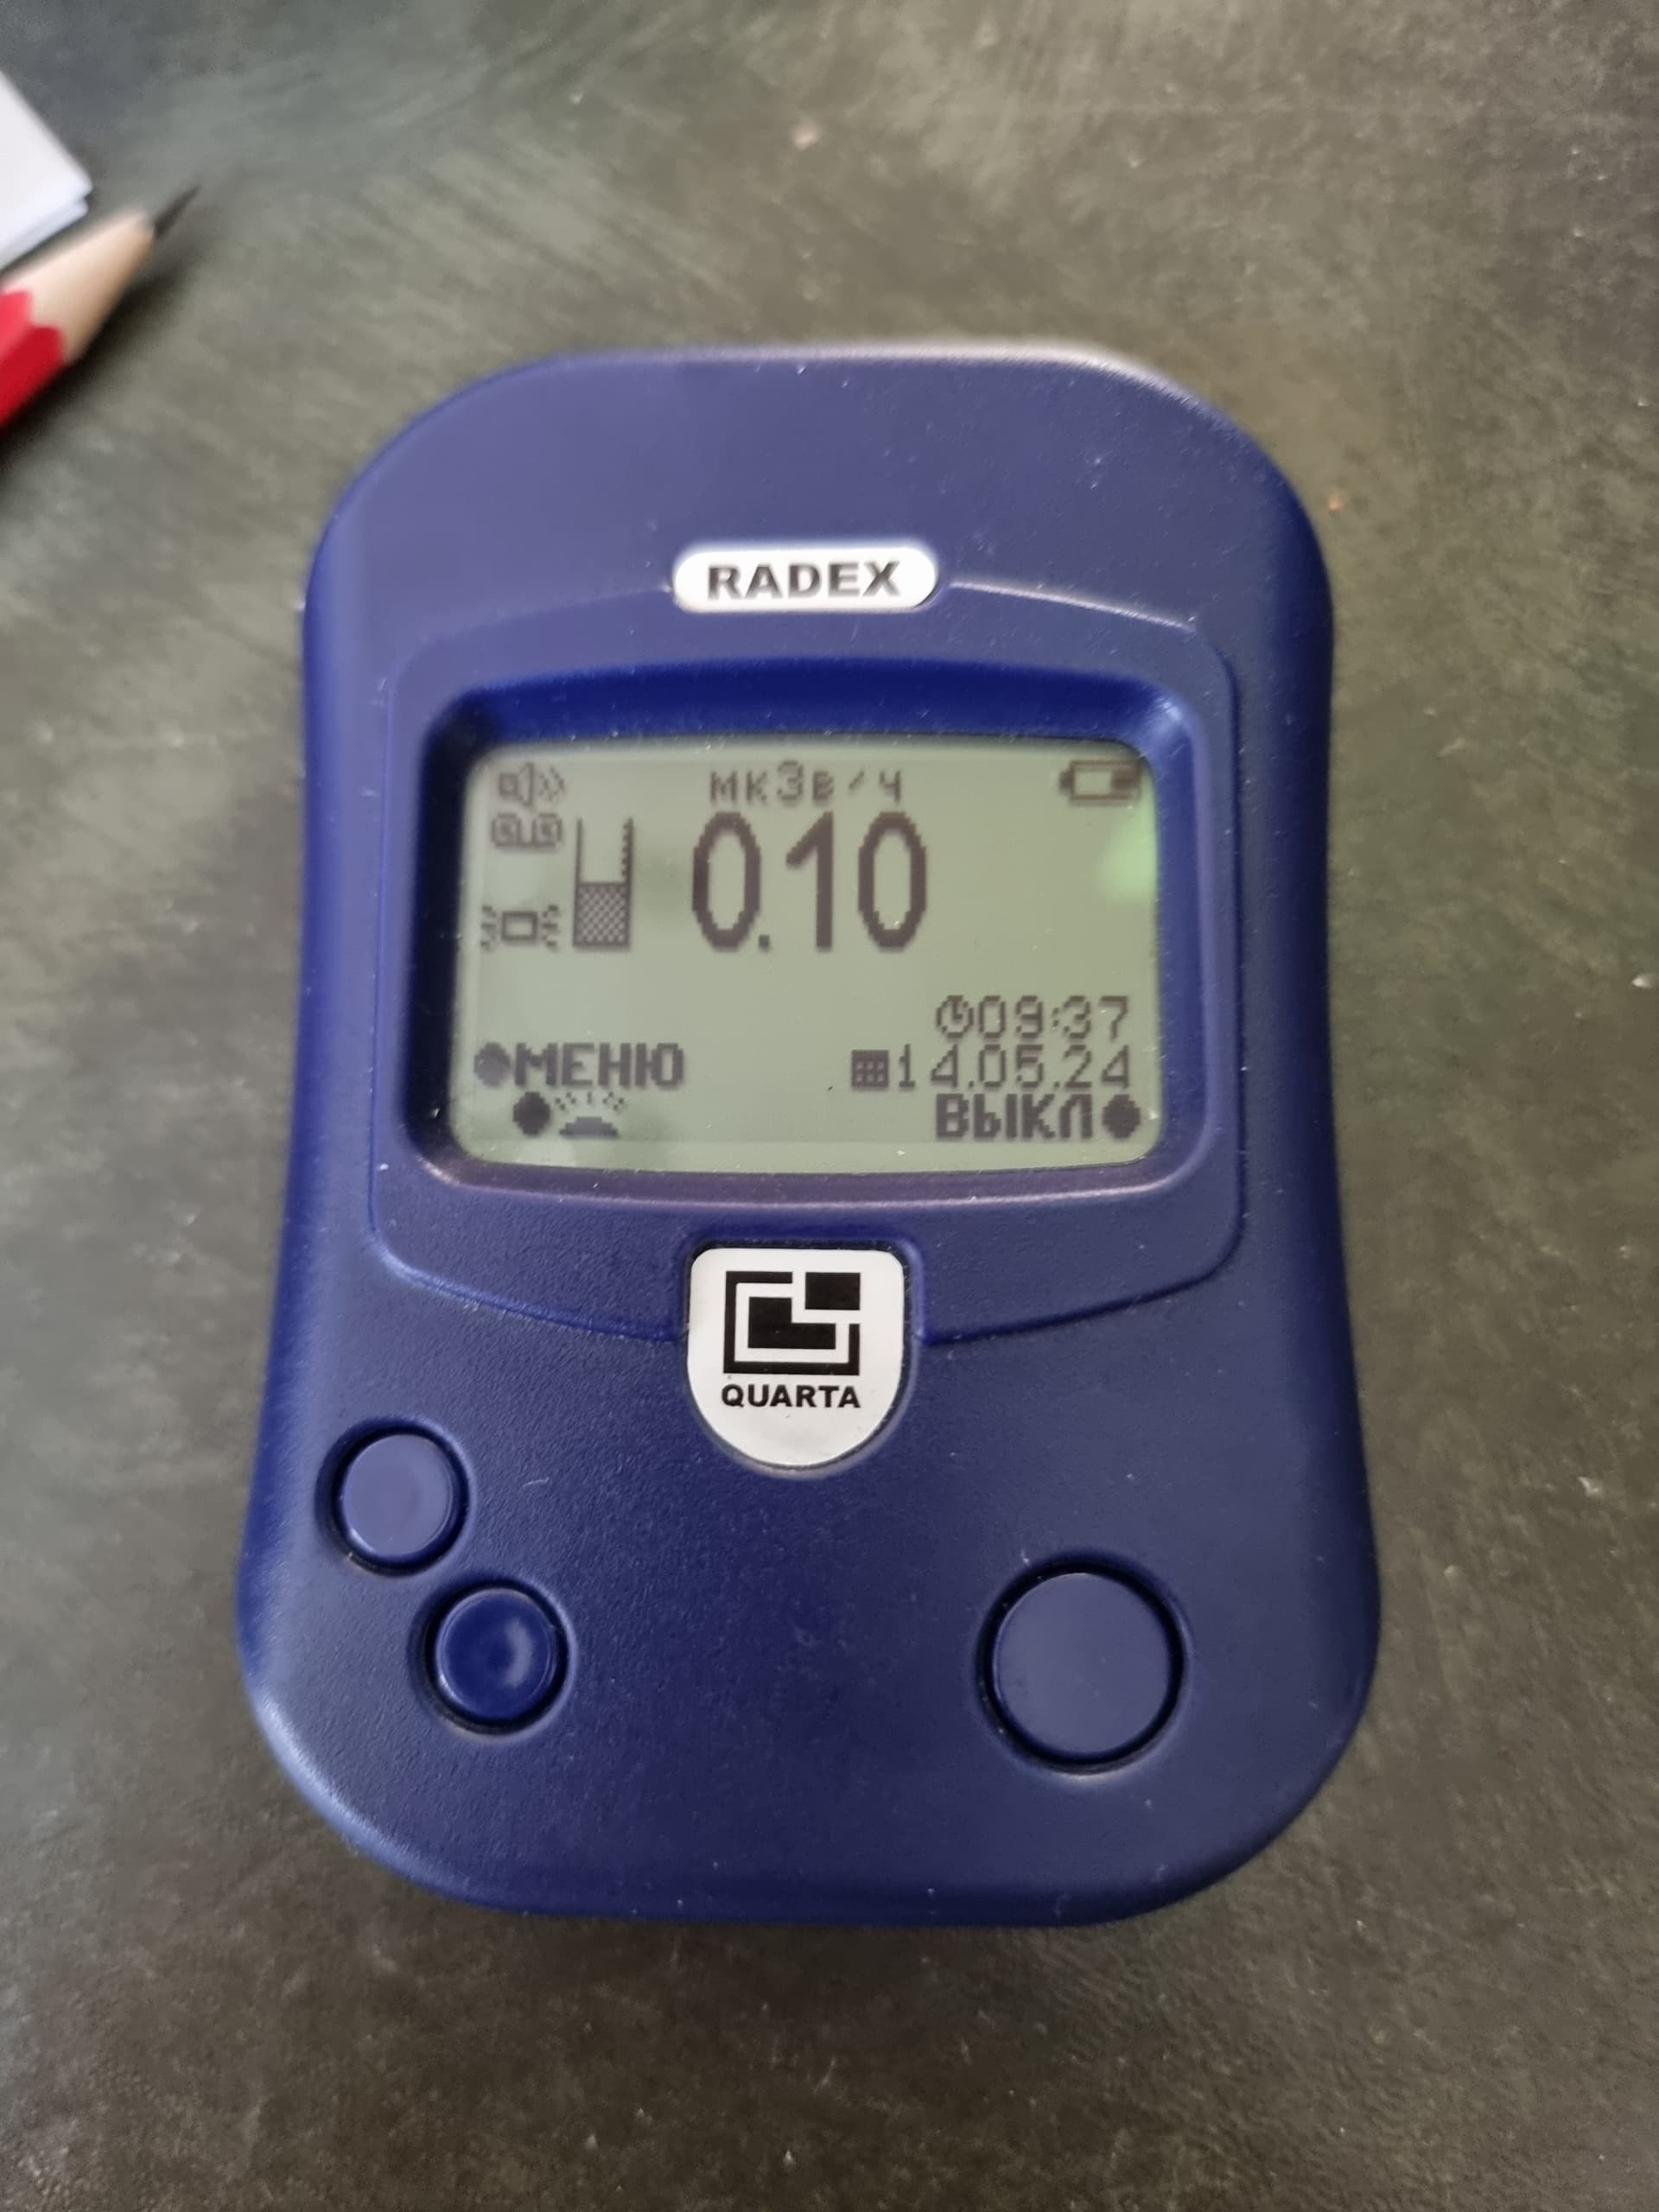 RADEX
мкЗв/ч
0.10
09:37
МЕНЮ
14.05.24
ВЫКЛ
QUARTA